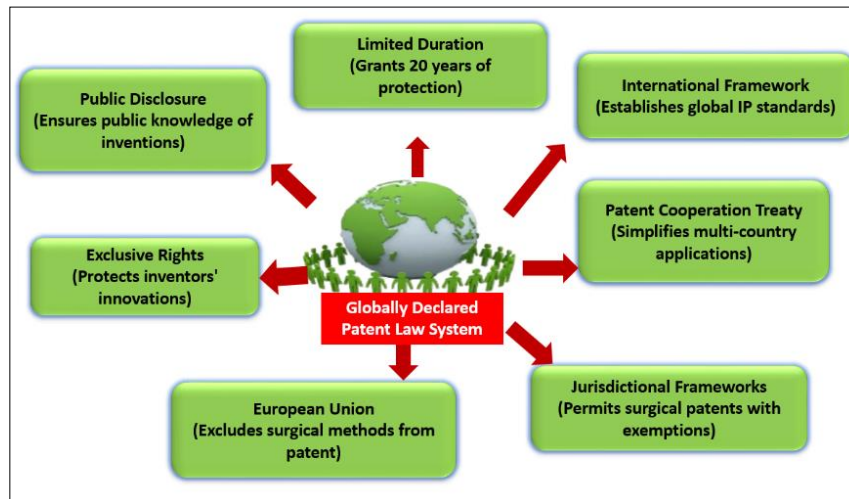 Limited Duration
(Grants 20 years of
protection)
Public Disclosure
(Ensures public knowledge of
inventions)
International Framework
(Establishes global IP standards)
Exclusive Rights
(Protects inventors'
innovations)
Patent Cooperation Treaty
(Simplifies multi-country
applications)
Globally Declared
Patent Law System
European Union
(Excludes surgical methods from
patent)
Jurisdictional Frameworks
(Permits surgical patents with
exemptions)